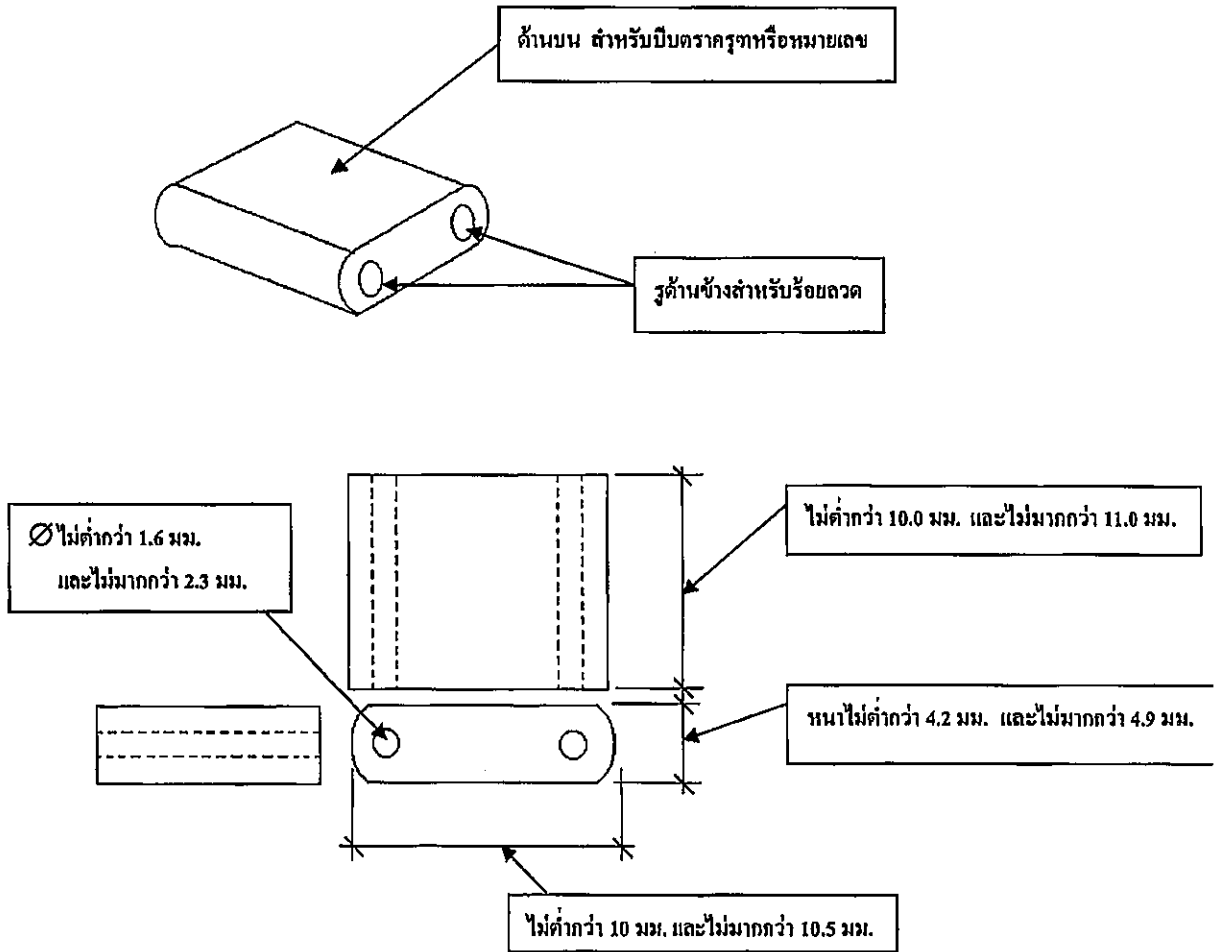 ด้านบน สำหรับบีบตราครุฑหรือหมายเลข
รูด้านข้างสำหรับร้อยลวด
ไม่ต่ำกว่า 10.0 มม. และไม่มากกว่า 11.0 มม.
Ø ไม่ต่ำกว่า 1.6 มม.
และไม่มากกว่า 2.3 มม.
หนาไม่ต่ำกว่า 4.2 มม. และไม่มากกว่า 4.9 มม.
ไม่ต่ำกว่า 10 มม. และไม่มากกว่า 10.5 มม.